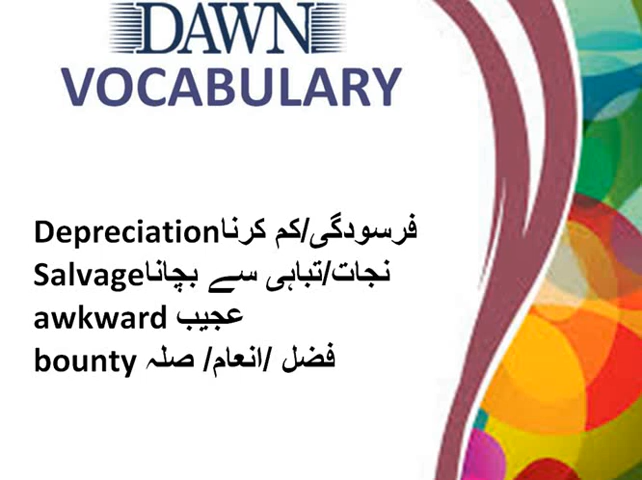 DAWN
VOCABULARY
Depreciationفرسودگی/کم کرنا
Salvageنجات/تباہی سے بچانا
awkward عجیب
bounty فضل /انعام/ صلہ